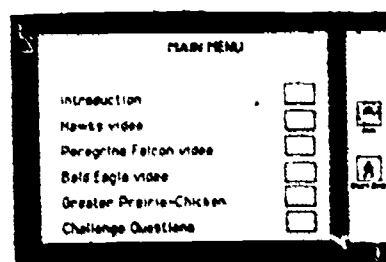 MAIN MENU
Introduction
Hawks video
Peregrine Falcon video
Bald Eagle video
Greater Prairie-Chicken
Challenge Questions